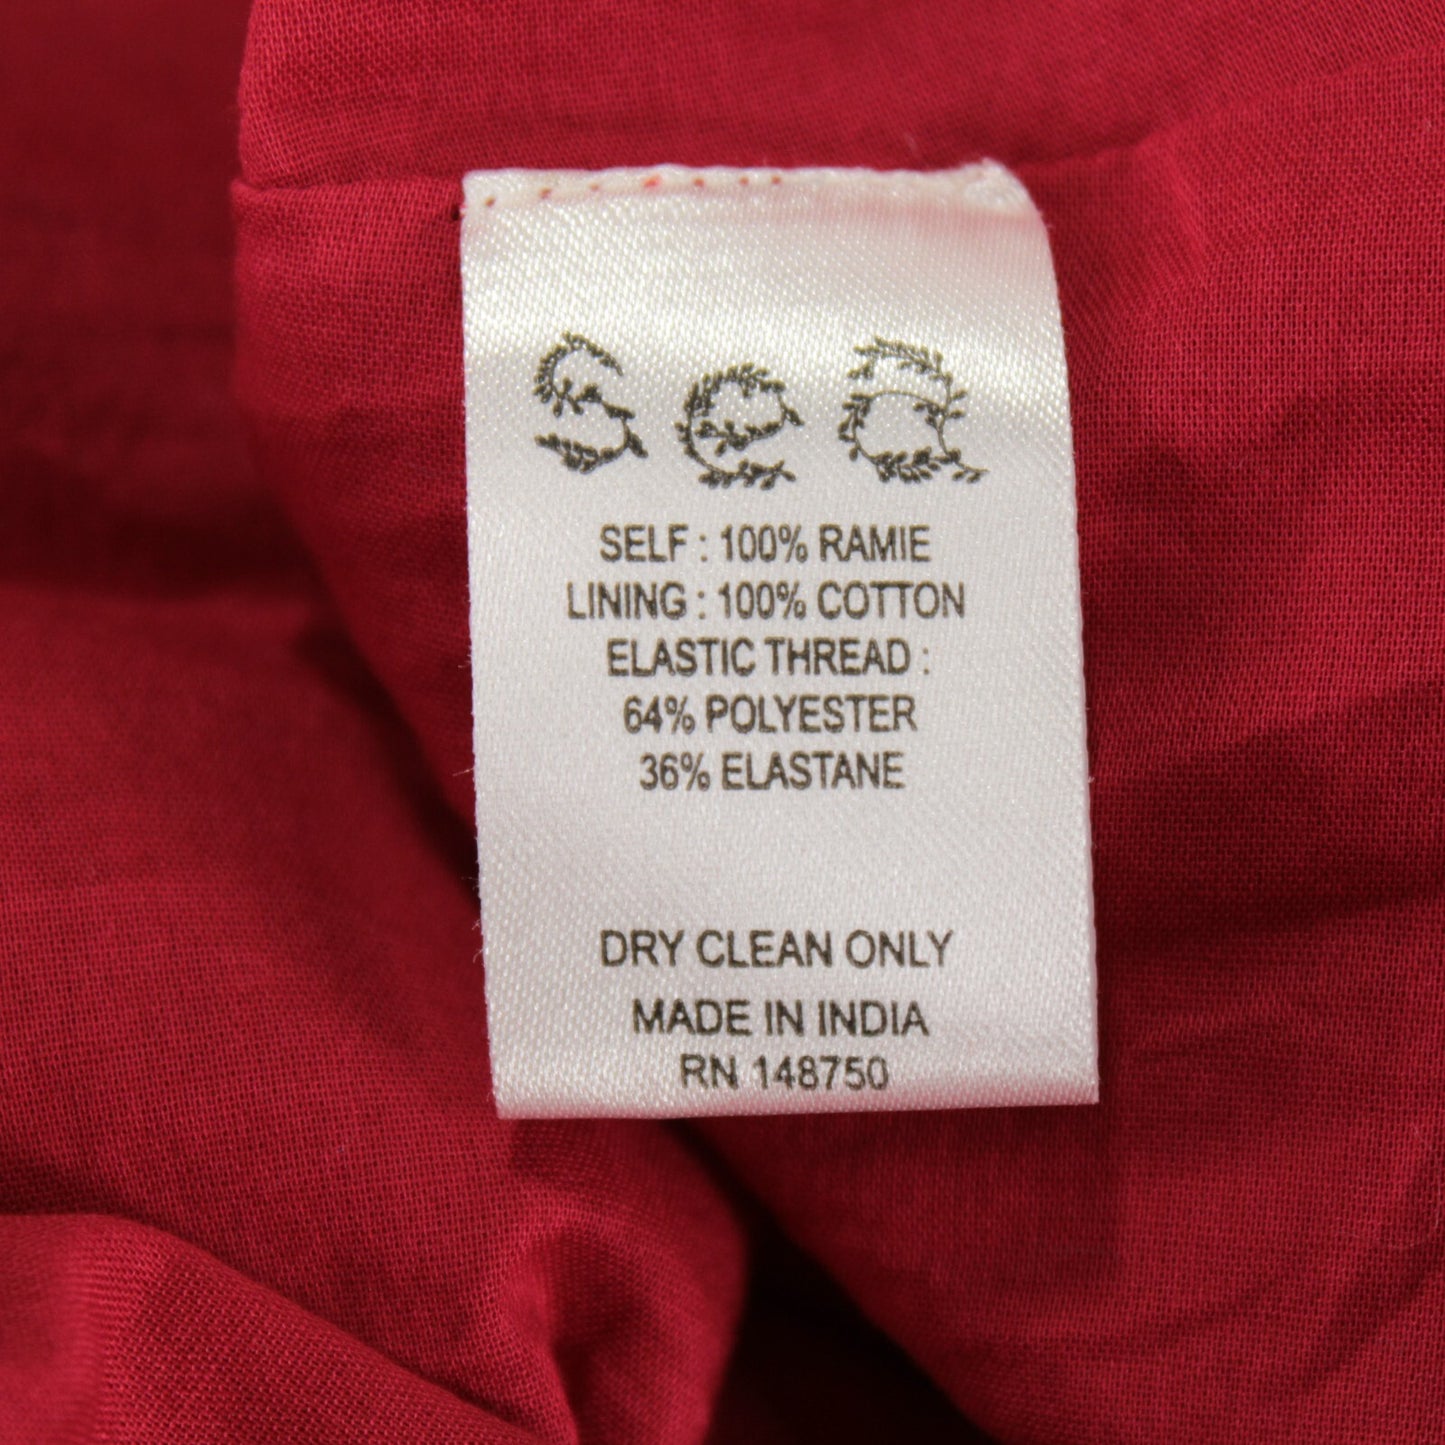 Sea
SELF : 100% RAMIE
LINING : 100% COTTON
ELASTIC THREAD :
64% POLYESTER
36% ELASTANE
DRY CLEAN ONLY
MADE IN INDIA
RN 148750